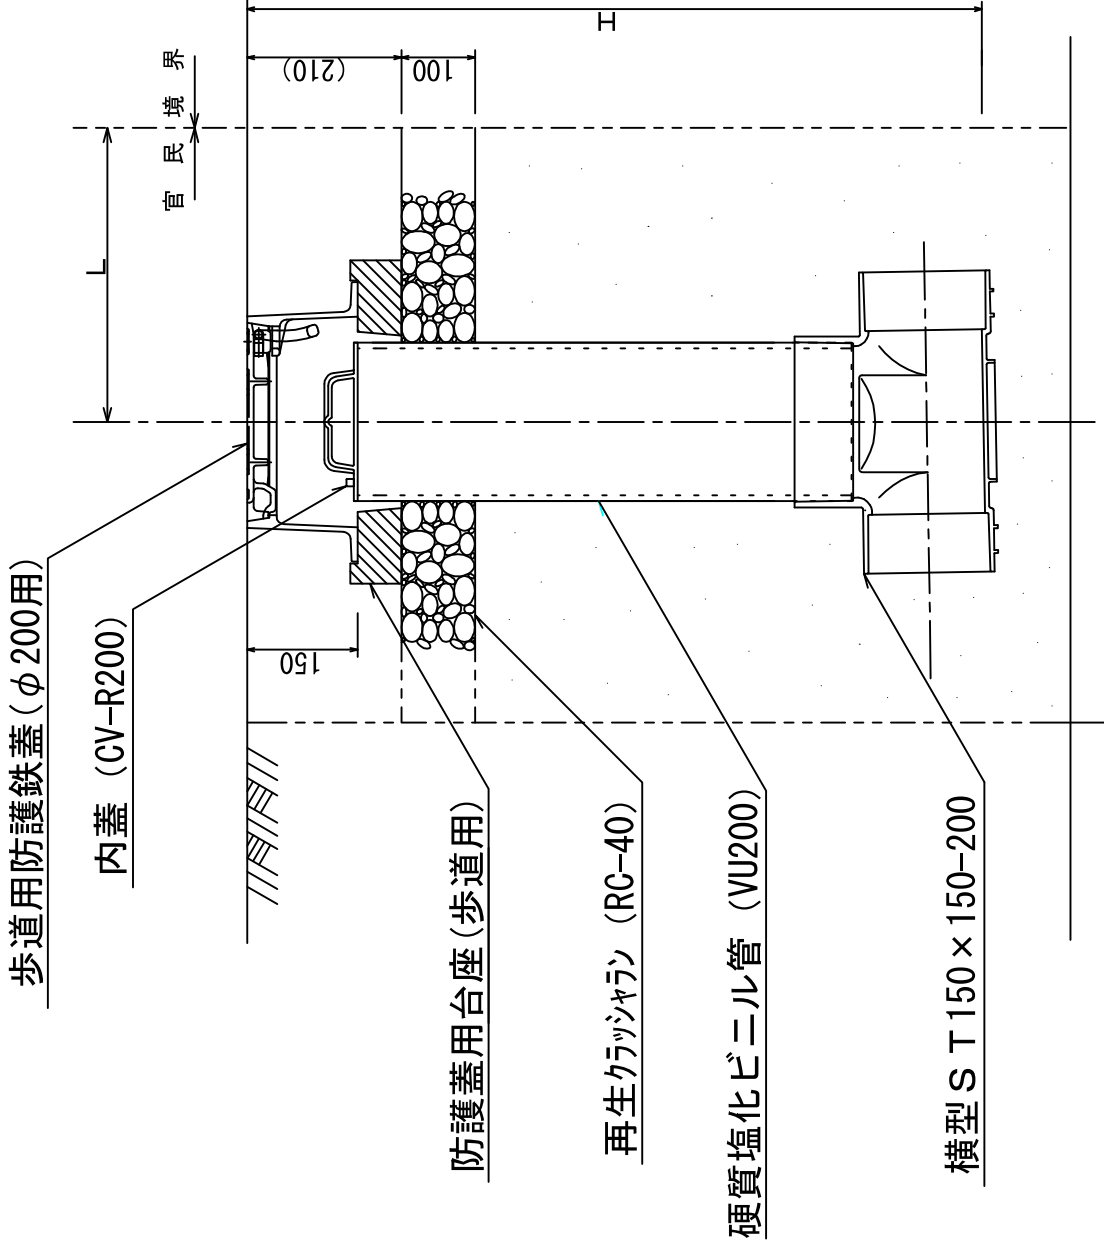 歩道用防護鉄蓋(φ200用)
内蓋 (CV-R200)
防護蓋用台座(歩道用)
再生クラッシャラン (RC-40)
硬質塩化ビニル管 (VU200)
横型ＳＴ150×150-200
官 民 境 界
L
H
(210)
100
150